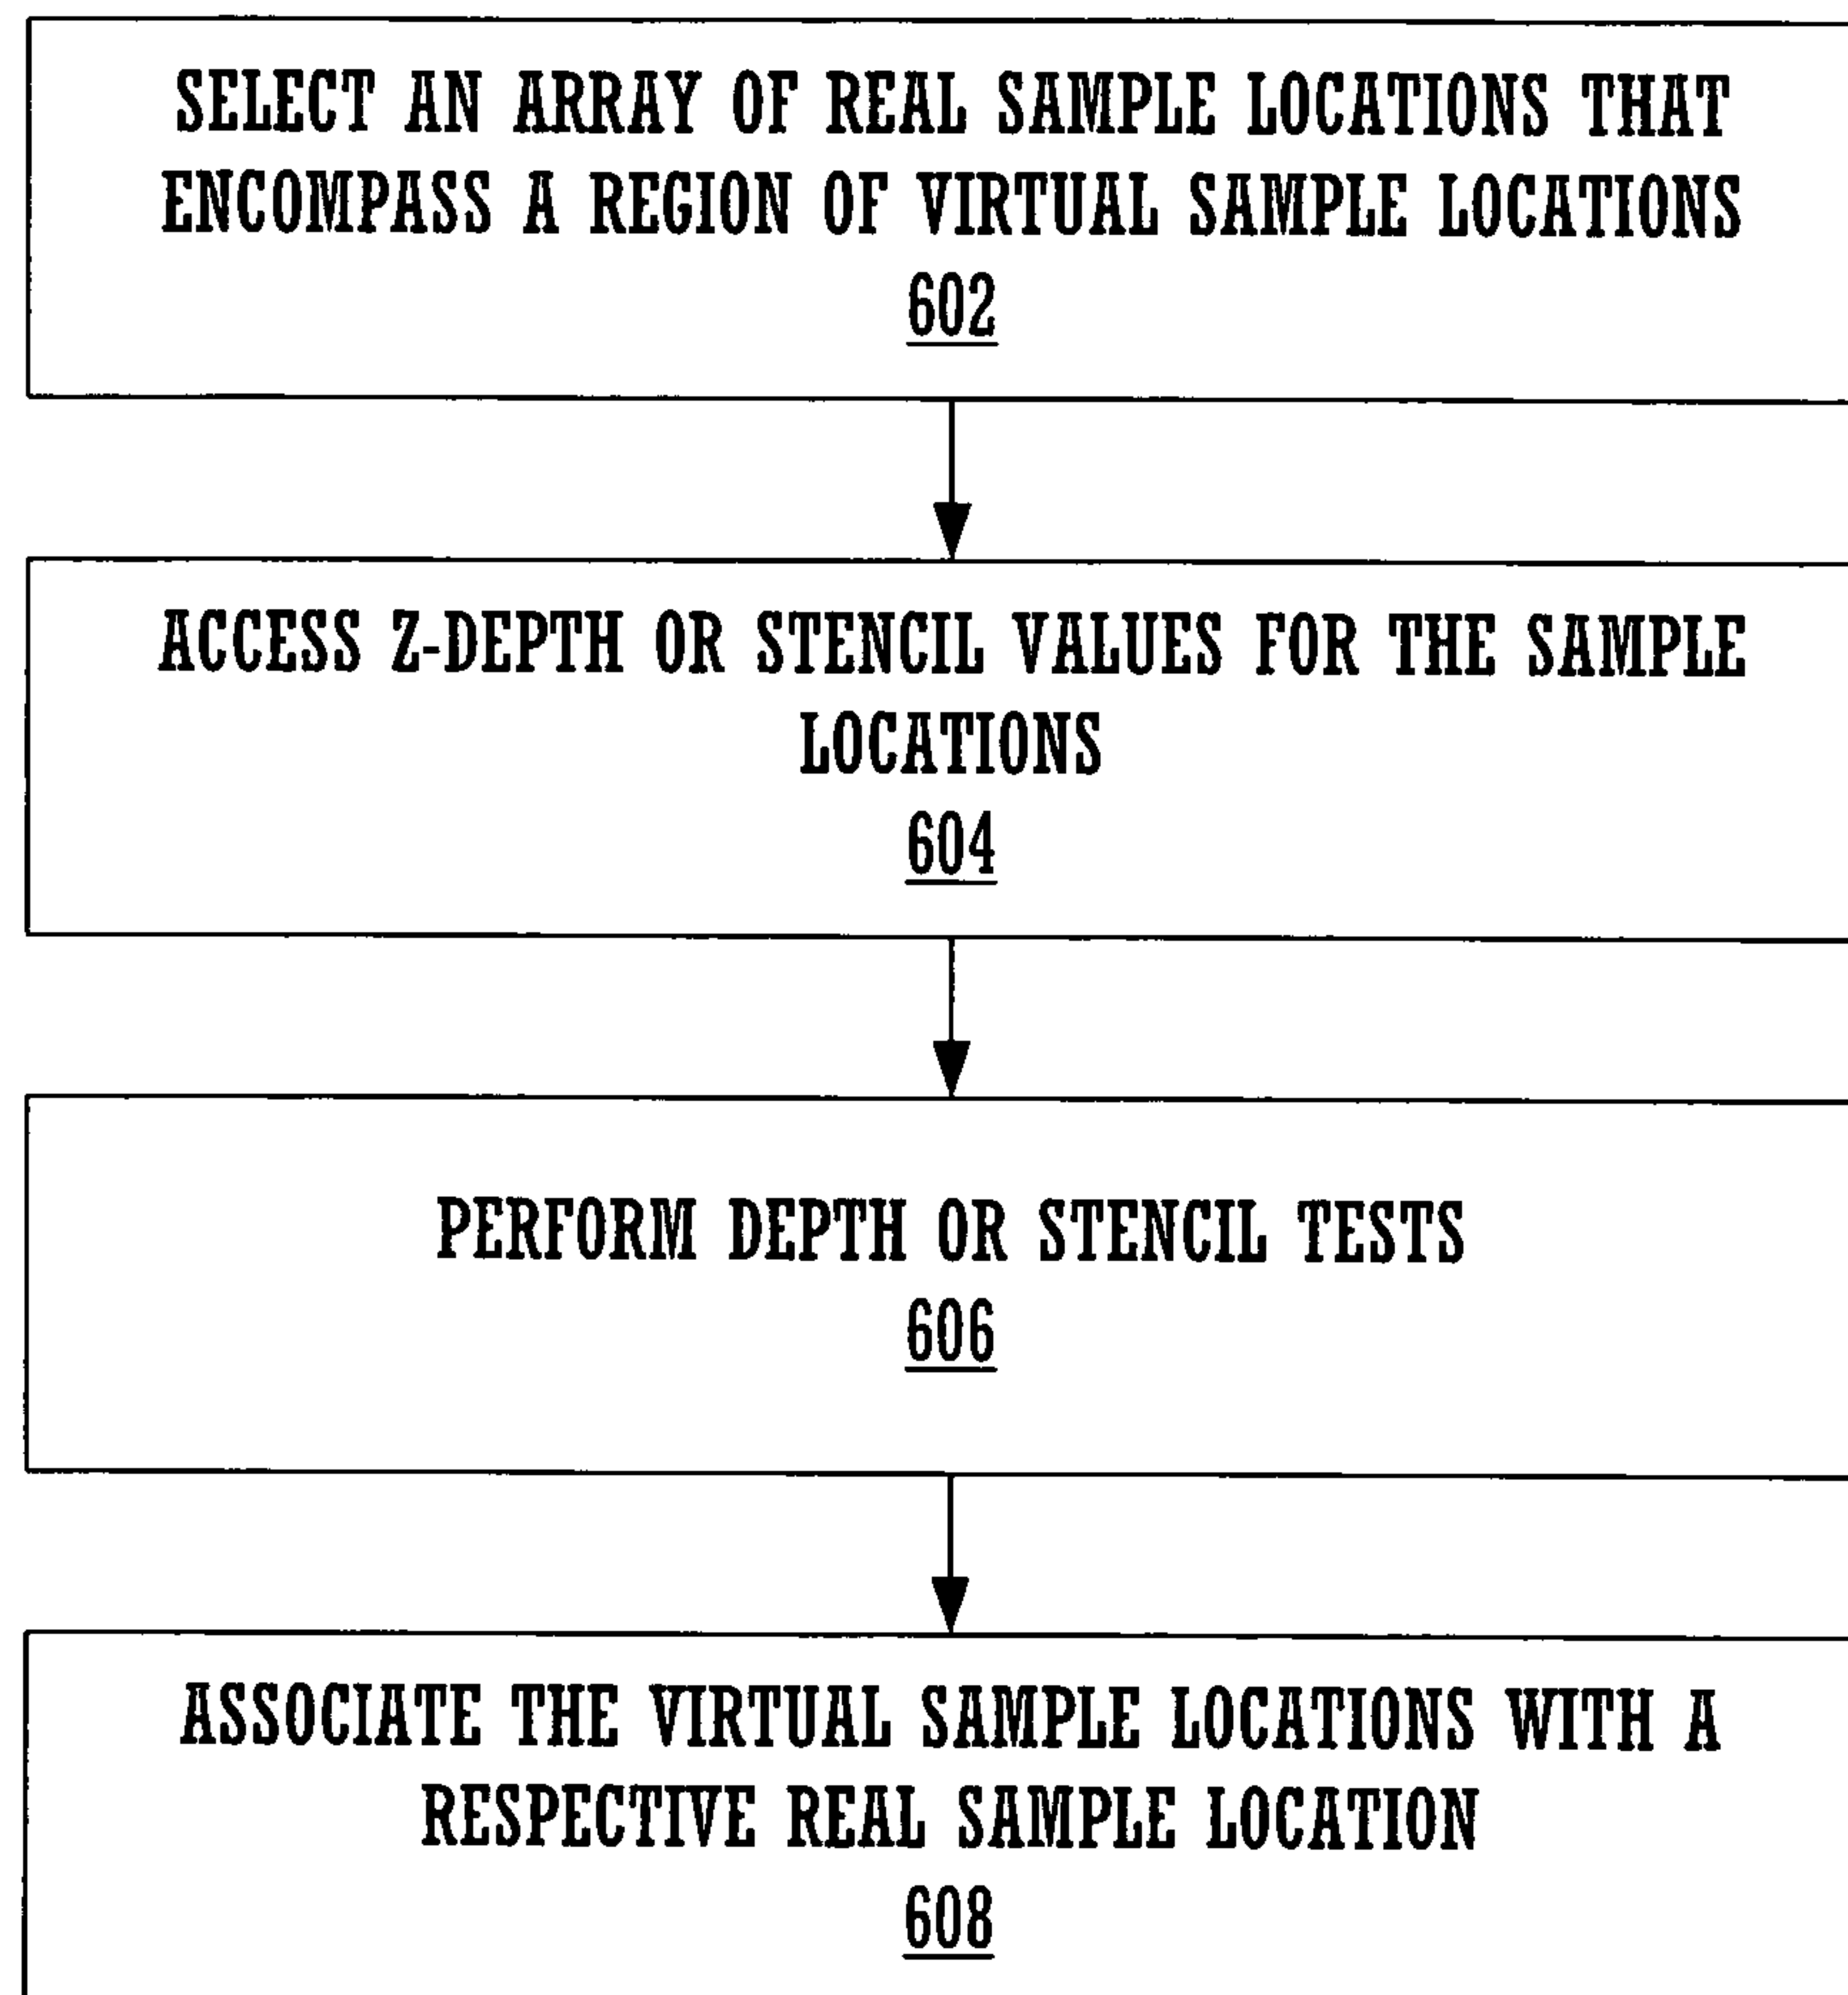 SELECT AN ARRAY OF REAL SAMPLE LOCATIONS THAT
ENCOMPASS A REGION OF VIRTUAL SAMPLE LOCATIONS
602
ACCESS Z-DEPTH OR STENCIL VALUES FOR THE SAMPLE
LOCATIONS
604
PERFORM DEPTH OR STENCIL TESTS
606
ASSOCIATE THE VIRTUAL SAMPLE LOCATIONS WITH A
RESPECTIVE REAL SAMPLE LOCATION
608